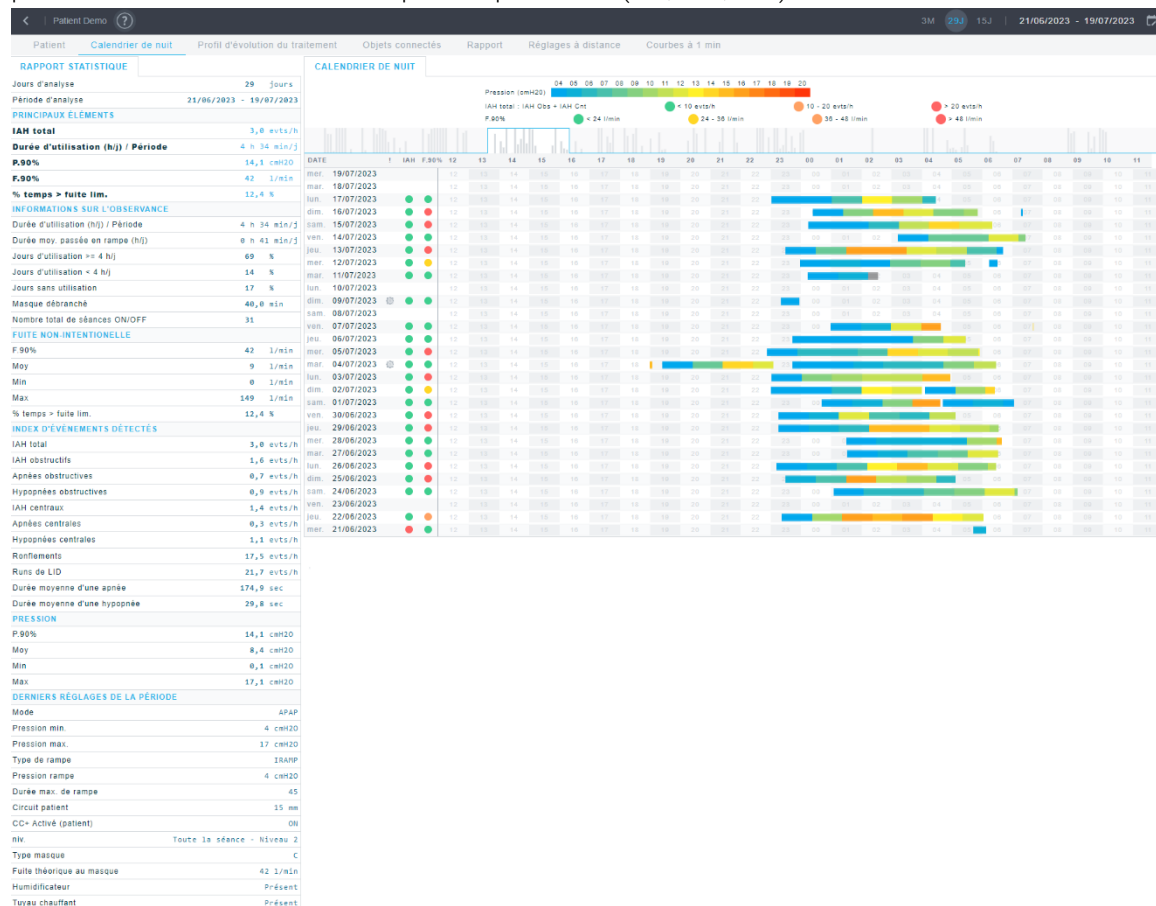 Patient Demo ? 3M 29J 15J 21/06/2023 - 19/07/2023
Patient Calendrier de nuit Profil d'évolution du traitement Objets connectés Rapport Réglages à distance Courbes à 1 min
RAPPORT STATISTIQUE
Jours d'analyse 29 jours
Période d'analyse 21/06/2023 - 19/07/2023
PRINCIPAUX ÉLÉMENTS
IAH total 3,0 evts/h
Durée d'utilisation (h/j) / Période 4 h 34 min/j
P.90% 14,1 cmH2O
F.90% 42 l/min
% temps > fuite lim. 12,4 %
INFORMATIONS SUR L'OBSERVANCE
Durée d'utilisation (h/j) / Période 4 h 34 min/j
Durée moy. passée en rampe (h/j) 0 h 41 min/j
Jours d'utilisation >= 4 h/j 69 %
Jours d'utilisation < 4 h/j 14 %
Jours sans utilisation 17 %
Masque débranché 40,0 min
Nombre total de séances ON/OFF 31
FUITE NON-INTENTIONELLE
F.90% 42 l/min
Moy 9 l/min
Min 0 l/min
Max 149 l/min
% temps > fuite lim. 12,4 %
INDEX D'ÉVÈNEMENTS DÉTECTÉS
IAH total 3,0 evts/h
IAH obstructifs 1,6 evts/h
Apnées obstructives 0,7 evts/h
Hypopnées obstructives 0,9 evts/h
IAH centraux 1,4 evts/h
Apnées centrales 0,3 evts/h
Hypopnées centrales 1,1 evts/h
Ronflements 17,5 evts/h
Runs de LID 21,7 evts/h
Durée moyenne d'une apnée 174,9 sec
Durée moyenne d'une hypopnée 29,8 sec
PRESSION
P.90% 14,1 cmH2O
Moy 8,4 cmH2O
Min 0,1 cmH2O
Max 17,1 cmH2O
DERNIERS RÉGLAGES DE LA PÉRIODE
Mode APAP
Pression min. 4 cmH2O
Pression max. 17 cmH2O
Type de rampe IRAMP
Pression rampe 4 cmH2O
Durée max. de rampe 45
Circuit patient 15 mm
CC+ Activé (patient) ON
niv. Toute la séance - Niveau 2
Type masque C
Fuite théorique au masque 42 l/min
Humidificateur Présent
Tuyau chauffant Présent
CALENDRIER DE NUIT
04 05 06 07 08 09 10 11 12 13 14 15 16 17 18 19 20
Pression (cmH2O)
IAH total : IAH Obs + IAH Cnt < 10 evts/h 10 - 20 evts/h > 20 evts/h
F.90% < 24 l/min 24 - 36 l/min 36 - 48 l/min > 48 l/min
DATE ! IAH F.90% 12 13 14 15 16 17 18 19 20 21 22 23 00 01 02 03 04 05 06 07 08 09 10 11
mer. 19/07/2023
mar. 18/07/2023
lun. 17/07/2023
dim. 16/07/2023
sam. 15/07/2023
ven. 14/07/2023
jeu. 13/07/2023
mer. 12/07/2023
mar. 11/07/2023
lun. 10/07/2023
dim. 09/07/2023
sam. 08/07/2023
ven. 07/07/2023
jeu. 06/07/2023
mer. 05/07/2023
mar. 04/07/2023
lun. 03/07/2023
dim. 02/07/2023
sam. 01/07/2023
ven. 30/06/2023
jeu. 29/06/2023
mer. 28/06/2023
mar. 27/06/2023
lun. 26/06/2023
dim. 25/06/2023
sam. 24/06/2023
ven. 23/06/2023
jeu. 22/06/2023
mer. 21/06/2023